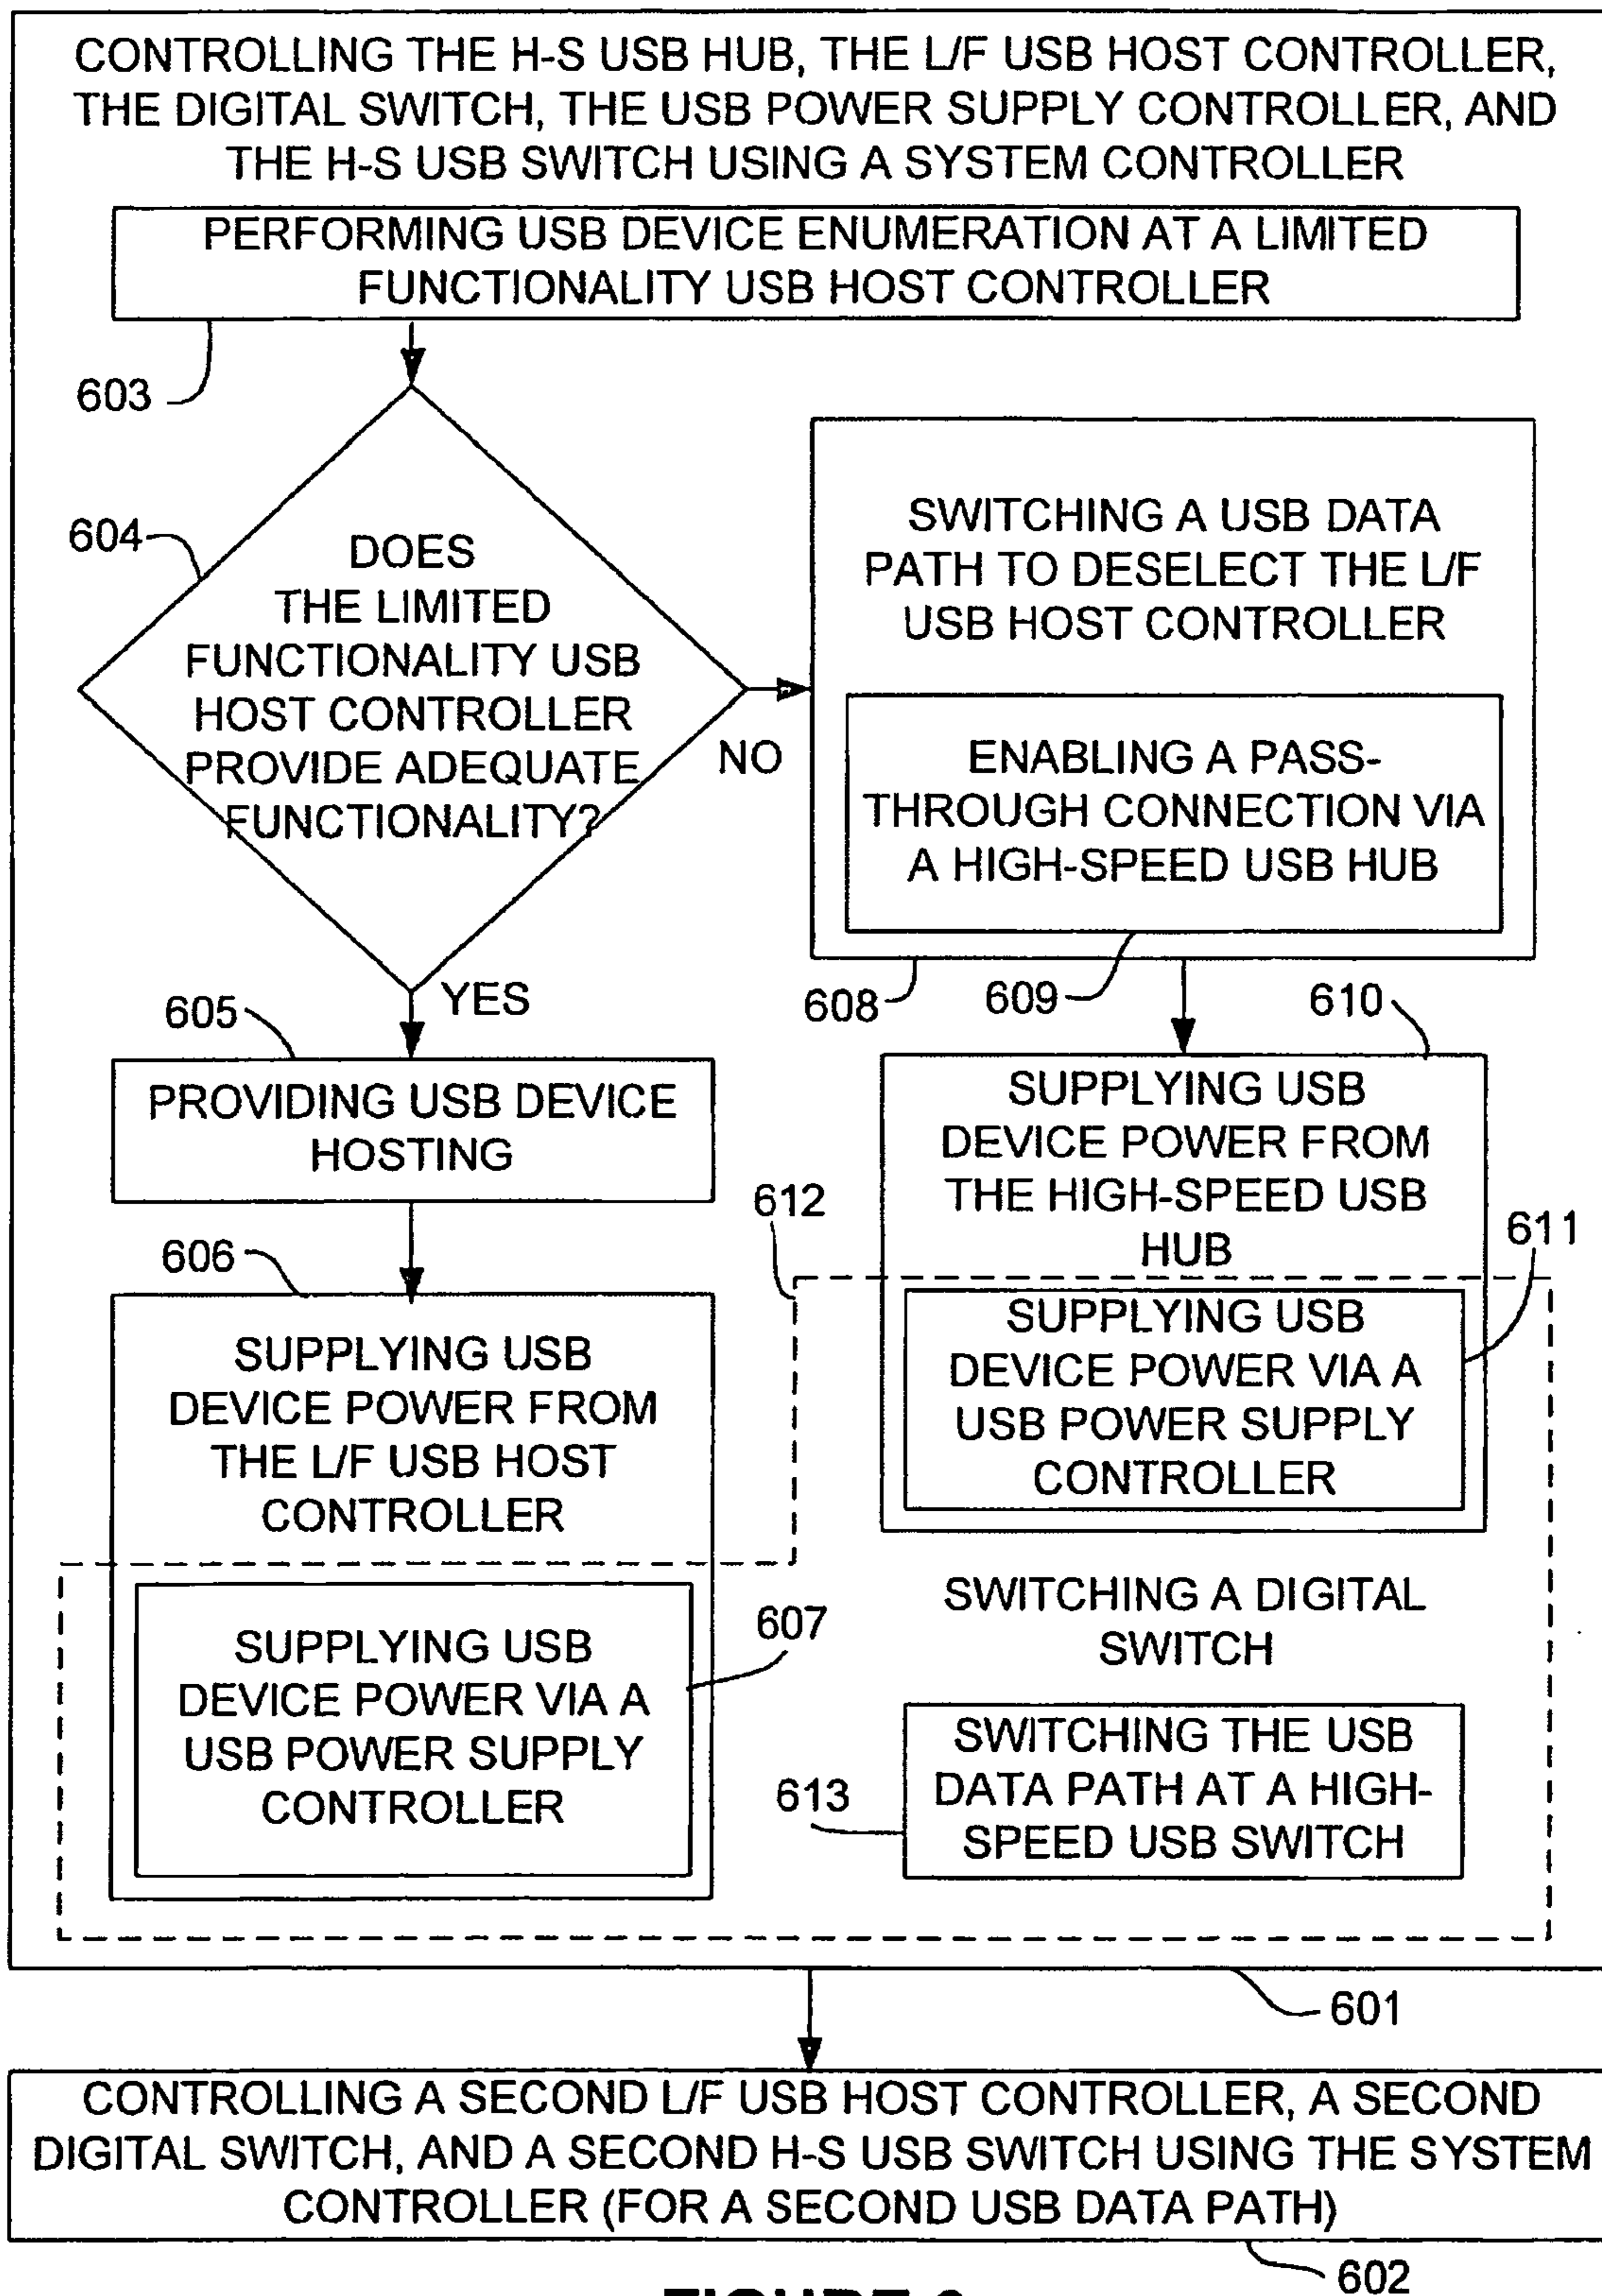 CONTROLLING THE H-S USB HUB, THE L/F USB HOST CONTROLLER,
THE DIGITAL SWITCH, THE USB POWER SUPPLY CONTROLLER, AND
THE H-S USB SWITCH USING A SYSTEM CONTROLLER
PERFORMING USB DEVICE ENUMERATION AT A LIMITED
FUNCTIONALITY USB HOST CONTROLLER
603
604
DOES
THE LIMITED
FUNCTIONALITY USB
HOST CONTROLLER
PROVIDE ADEQUATE
FUNCTIONALITY?
NO
YES
SWITCHING A USB DATA
PATH TO DESELECT THE L/F
USB HOST CONTROLLER
ENABLING A PASS-
THROUGH CONNECTION VIA
A HIGH-SPEED USB HUB
608
609
610
605
PROVIDING USB DEVICE
HOSTING
606
SUPPLYING USB
DEVICE POWER FROM
THE L/F USB HOST
CONTROLLER
SUPPLYING USB
DEVICE POWER VIA A
USB POWER SUPPLY
CONTROLLER
607
612
SUPPLYING USB
DEVICE POWER FROM
THE HIGH-SPEED USB
HUB
611
SUPPLYING USB
DEVICE POWER VIA A
USB POWER SUPPLY
CONTROLLER
SWITCHING A DIGITAL
SWITCH
613
SWITCHING THE USB
DATA PATH AT A HIGH-
SPEED USB SWITCH
601
CONTROLLING A SECOND L/F USB HOST CONTROLLER, A SECOND
DIGITAL SWITCH, AND A SECOND H-S USB SWITCH USING THE SYSTEM
CONTROLLER (FOR A SECOND USB DATA PATH)
602